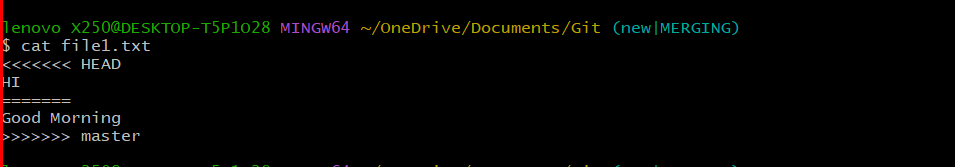 lenovo X250@DESKTOP-T5P1O28 MINGW64 ~/OneDrive/Documents/Git (new|MERGING)
$ cat file1.txt
<<<<<<< HEAD
HI
=======
Good Morning
>>>>>>> master